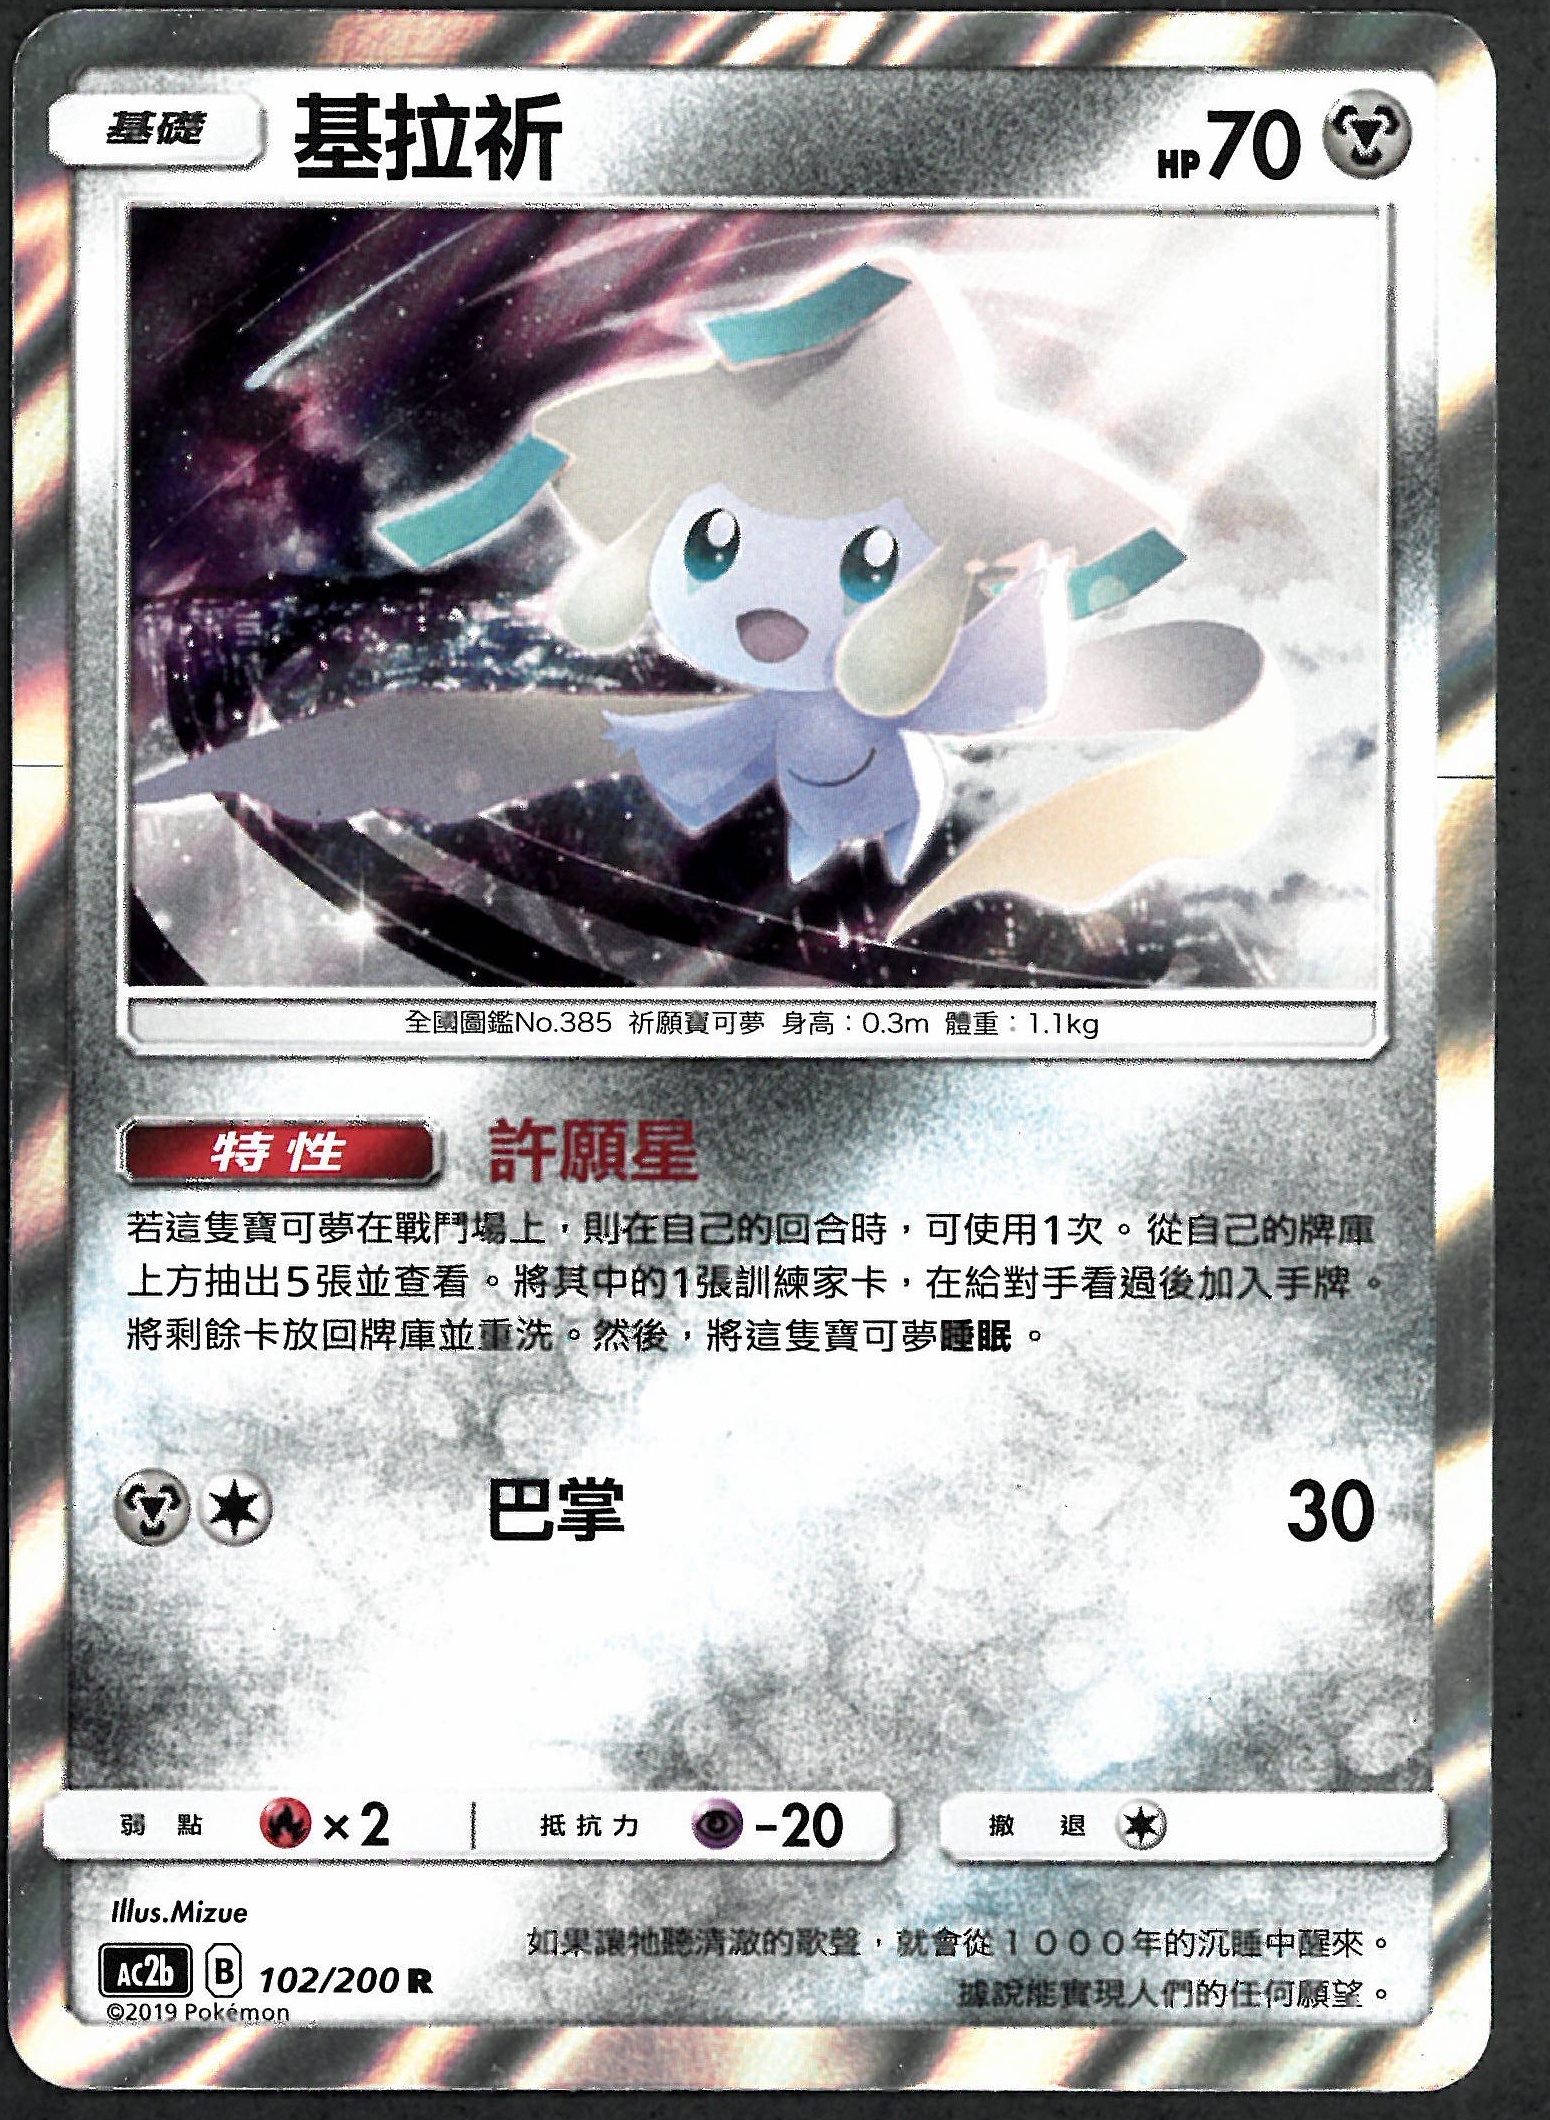 基礎 基拉祈 HP70
全國圖鑑No.385 祈願寶可夢 身高：0.3m 體重：1.1kg
特性 許願星
若這隻寶可夢在戰鬥場上，則在自己的回合時，可使用1次。從自己的牌庫
上方抽出5張並查看。將其中的1張訓練家卡，在給對手看過後加入手牌。
將剩餘卡放回牌庫並重洗。然後，將這隻寶可夢睡眠。
巴掌 30
弱點 ×2 抵抗力 -20 撤退
Illus.Mizue
如果讓牠聽清澈的歌聲，就會從1000年的沉睡中醒來。
據說能實現人們的任何願望。
AC2b B 102/200 R
©2019 Pokémon